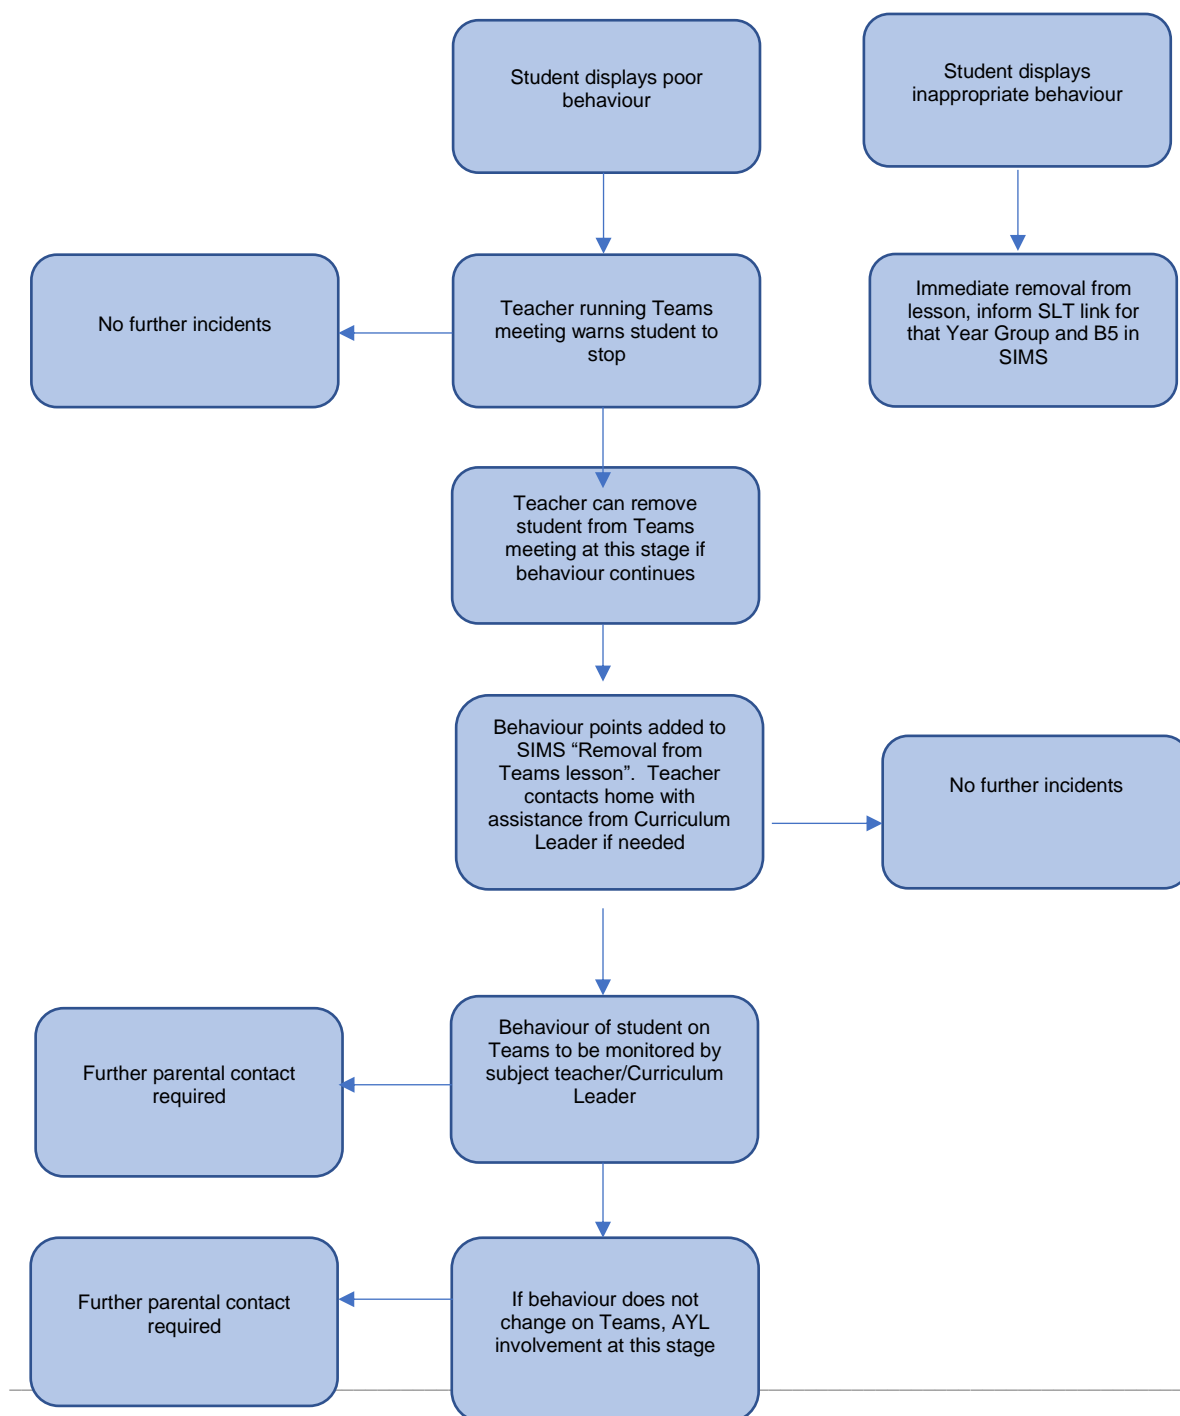 Student displays poor
behaviour
Student displays
inappropriate behaviour
No further incidents
Teacher running Teams
meeting warns student to
stop
Immediate removal from
lesson, inform SLT link for
that Year Group and B5 in
SIMS
Teacher can remove
student from Teams
meeting at this stage if
behaviour continues
Behaviour points added to
SIMS “Removal from
Teams lesson”.  Teacher
contacts home with
assistance from Curriculum
Leader if needed
No further incidents
Further parental contact
required
Behaviour of student on
Teams to be monitored by
subject teacher/Curriculum
Leader
Further parental contact
required
If behaviour does not
change on Teams, AYL
involvement at this stage